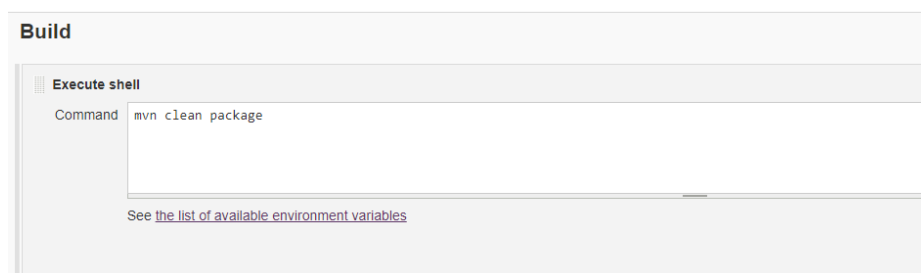 Build
Execute shell
Command mvn clean package
See the list of available environment variables